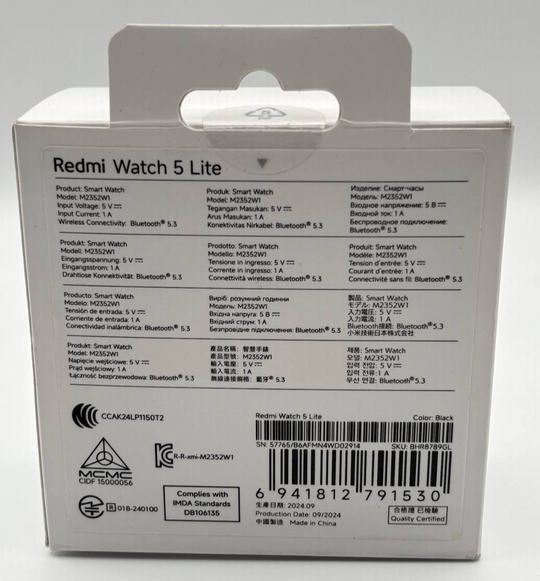 Redmi Watch 5 Lite
Product: Smart Watch
Model: M2352W1
Input Voltage: 5 V⎓
Input Current: 1 A
Wireless Connectivity: Bluetooth® 5.3
Produk: Smart Watch
Model: M2352W1
Tegangan Masukan: 5 V⎓
Arus Masukan: 1 A
Konektivitas Nirkabel: Bluetooth® 5.3
Изделие: Смарт-часы
Модель: M2352W1
Входное напряжение: 5 В⎓
Входной ток: 1 А
Беспроводное подключение:
Bluetooth® 5.3
Produkt: Smart Watch
Modell: M2352W1
Eingangsspannung: 5 V⎓
Eingangsstrom: 1 A
Drahtlose Konnektivität: Bluetooth® 5.3
Prodotto: Smart Watch
Modello: M2352W1
Tensione in ingresso: 5 V⎓
Corrente in ingresso: 1 A
Connettività wireless: Bluetooth® 5.3
Produit: Smart Watch
Modèle: M2352W1
Tension d'entrée: 5 V⎓
Courant d'entrée: 1 A
Connectivité sans fil: Bluetooth® 5.3
Producto: Smart Watch
Modelo: M2352W1
Tensión de entrada: 5 V⎓
Corriente de entrada: 1 A
Conectividad inalámbrica: Bluetooth® 5.3
Виріб: розумний годинник
Модель: M2352W1
Вхідна напруга: 5 В⎓
Вхідний струм: 1 А
Безпровідне підключення: Bluetooth® 5.3
製品: Smart Watch
モデル: M2352W1
入力電圧: 5 V⎓
入力電流: 1 A
Bluetooth接続: Bluetooth® 5.3
小米技術日本株式会社
Produkt: Smart Watch
Model: M2352W1
Napięcie wejściowe: 5 V⎓
Prąd wejściowy: 1 A
Łączność bezprzewodowa: Bluetooth® 5.3
產品名稱: 智慧手錶
產品型號: M2352W1
輸入電壓: 5 V⎓
輸入電流: 1 A
無線連接規格: 藍牙® 5.3
제품: Smart Watch
모델: M2352W1
입력 전압: 5 V⎓
입력 전류: 1 A
무선 연결: Bluetooth® 5.3
CCAK24LP1150T2
MCMC
CIDF 15000056
R-R-xmi-M2352W1
R 018-240100
Complies with
IMDA Standards
DB106135
Redmi Watch 5 Lite Color: Black
SN: 57765/B6AFMN4WD02914 SKU: BHR8789GL
6 941812 791530
生產日期: 2024.09
Production Date: 09/2024
中國製造 Made in China
合格證 已檢驗
Quality Certified